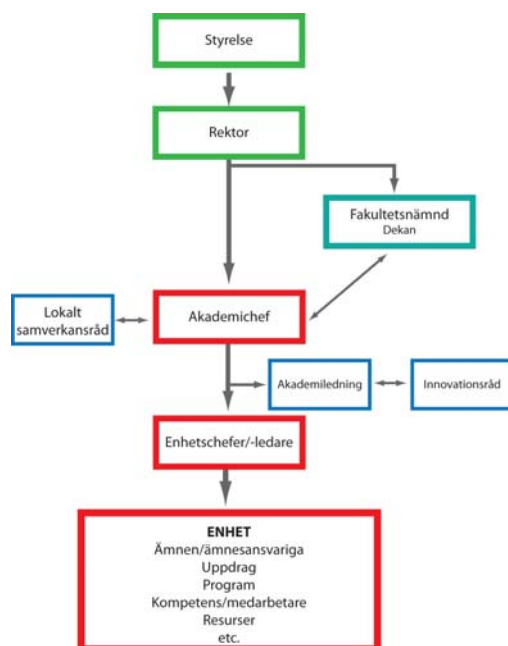 Styrelse
Rektor
Fakultetsnämnd
Dekan
Lokalt
samverkansråd
Akademichef
Akademiledning
Innovationsråd
Enhetschefer/-ledare
ENHET
Ämnen/ämnesansvariga
Uppdrag
Program
Kompetens/medarbetare
Resurser
etc.